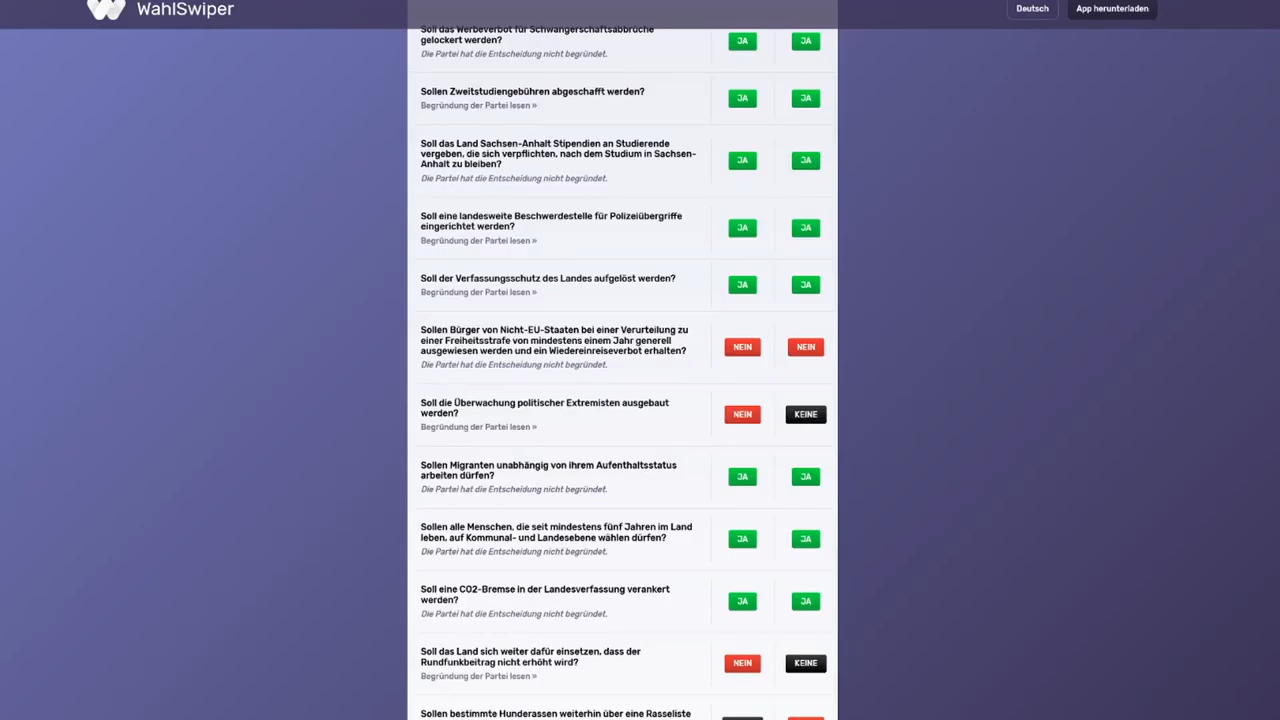 WahlSwiper
Deutsch
App herunterladen
Soll das Werbeverbot für Schwangerschaftsabbrüche
gelockert werden?
Die Partei hat die Entscheidung nicht begründet.
JA JA
Sollen Zweitstudiengebühren abgeschafft werden?
Begründung der Partei lesen »
JA JA
Soll das Land Sachsen-Anhalt Stipendien an Studierende
vergeben, die sich verpflichten, nach dem Studium in Sachsen-
Anhalt zu bleiben?
Die Partei hat die Entscheidung nicht begründet.
JA JA
Soll eine landesweite Beschwerdestelle für Polizeiübergriffe
eingerichtet werden?
Begründung der Partei lesen »
JA JA
Soll der Verfassungsschutz des Landes aufgelöst werden?
Begründung der Partei lesen »
JA JA
Sollen Bürger von Nicht-EU-Staaten bei einer Verurteilung zu
einer Freiheitsstrafe von mindestens einem Jahr generell
ausgewiesen werden und ein Wiedereinreiseverbot erhalten?
Die Partei hat die Entscheidung nicht begründet.
NEIN NEIN
Soll die Überwachung politischer Extremisten ausgebaut
werden?
Begründung der Partei lesen »
NEIN KEINE
Sollen Migranten unabhängig von ihrem Aufenthaltsstatus
arbeiten dürfen?
Die Partei hat die Entscheidung nicht begründet.
JA JA
Sollen alle Menschen, die seit mindestens fünf Jahren im Land
leben, auf Kommunal- und Landesebene wählen dürfen?
Die Partei hat die Entscheidung nicht begründet.
JA JA
Soll eine CO2-Bremse in der Landesverfassung verankert
werden?
Die Partei hat die Entscheidung nicht begründet.
JA JA
Soll das Land sich weiter dafür einsetzen, dass der
Rundfunkbeitrag nicht erhöht wird?
Begründung der Partei lesen »
NEIN KEINE
Sollen bestimmte Hunderassen weiterhin über eine Rasseliste